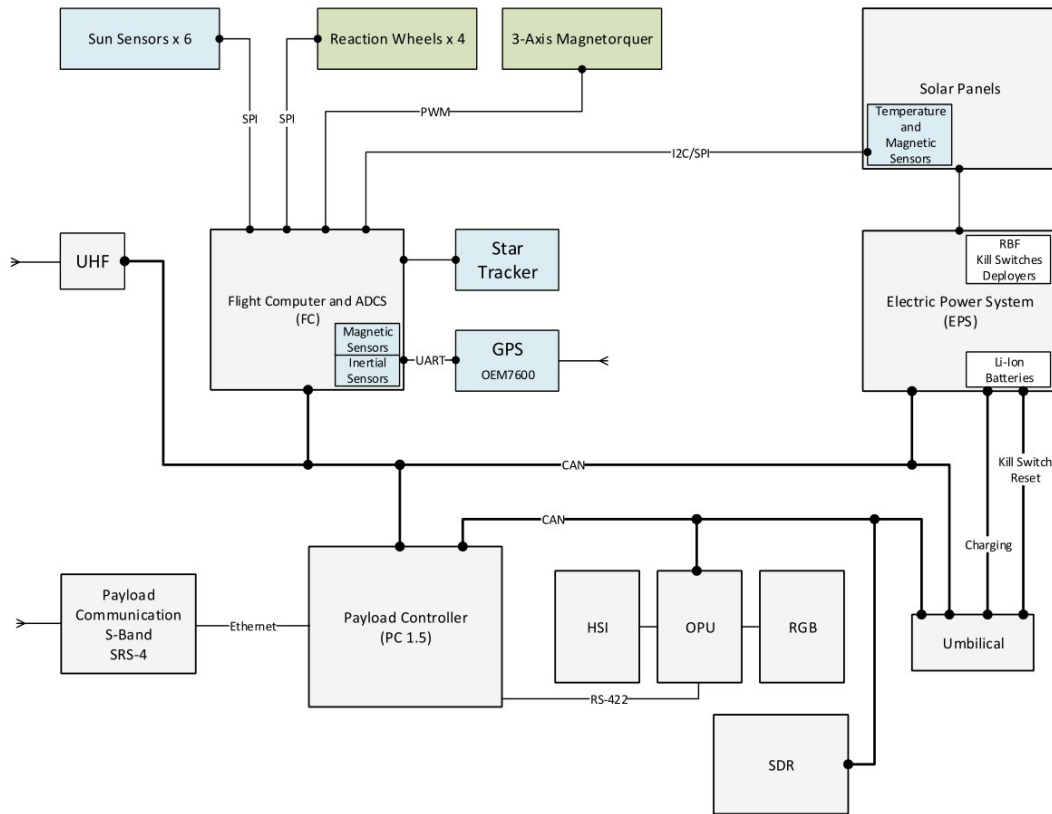 Sun Sensors x 6
Reaction Wheels x 4
3-Axis Magnetorquer
Solar Panels
Temperature
and
Magnetic
Sensors
SPI
SPI
PWM
I2C/SPI
UHF
Flight Computer and ADCS
(FC)
Magnetic
Sensors
Inertial
Sensors
Star
Tracker
UART
GPS
OEM7600
RBF
Kill Switches
Deployers
Electric Power System
(EPS)
Li-Ion
Batteries
CAN
Kill Switch
Reset
CAN
Charging
Payload
Communication
S-Band
SRS-4
Ethernet
Payload Controller
(PC 1.5)
HSI
OPU
RGB
Umbilical
RS-422
SDR